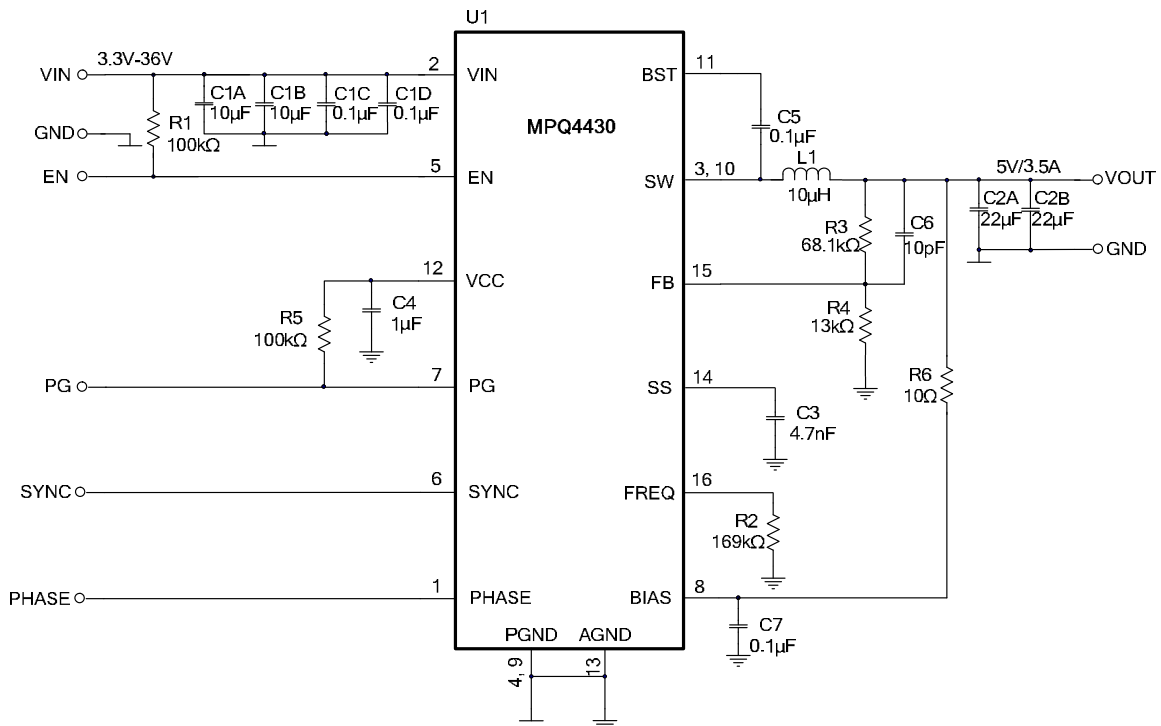 U1
MPQ4430
3.3V-36V
VIN
GND
EN
C1A
10µF
C1B
10µF
C1C
0.1µF
C1D
0.1µF
R1
100kΩ
2
VIN
5
EN
12
VCC
C4
1µF
R5
100kΩ
PG
7
PG
SYNC
6
SYNC
PHASE
1
PHASE
PGND
AGND
4, 9
13
BST
11
C5
0.1µF
SW
3, 10
L1
10µH
5V/3.5A
VOUT
R3
68.1kΩ
C6
10pF
C2A
22µF
C2B
22µF
GND
FB
15
R4
13kΩ
SS
14
C3
4.7nF
R6
10Ω
FREQ
16
R2
169kΩ
BIAS
8
C7
0.1µF